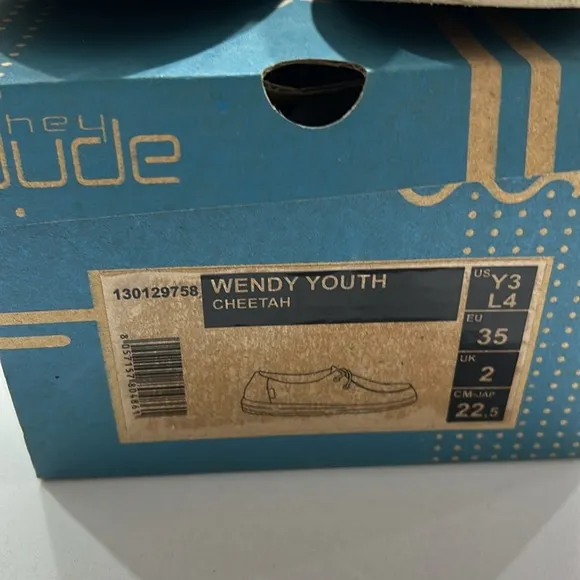 hey
dude
130129758
WENDY YOUTH
CHEETAH
US Y3
L4
EU
35
UK
2
CM-JAP
22.5